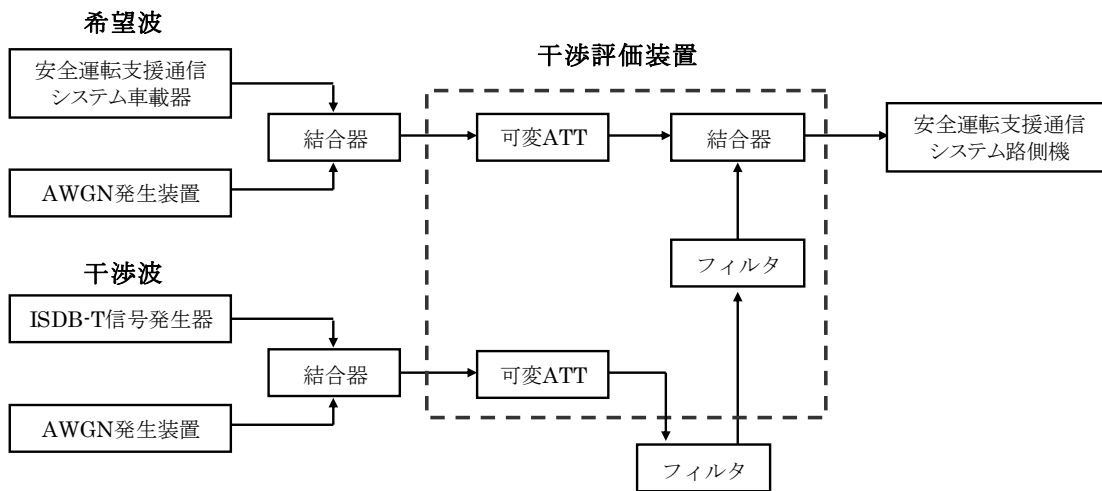 希望波
安全運転支援通信
システム車載器
結合器
AWGN発生装置
干渉評価装置
可変ATT
結合器
安全運転支援通信
システム路側機
フィルタ
干渉波
ISDB-T信号発生器
結合器
AWGN発生装置
可変ATT
フィルタ